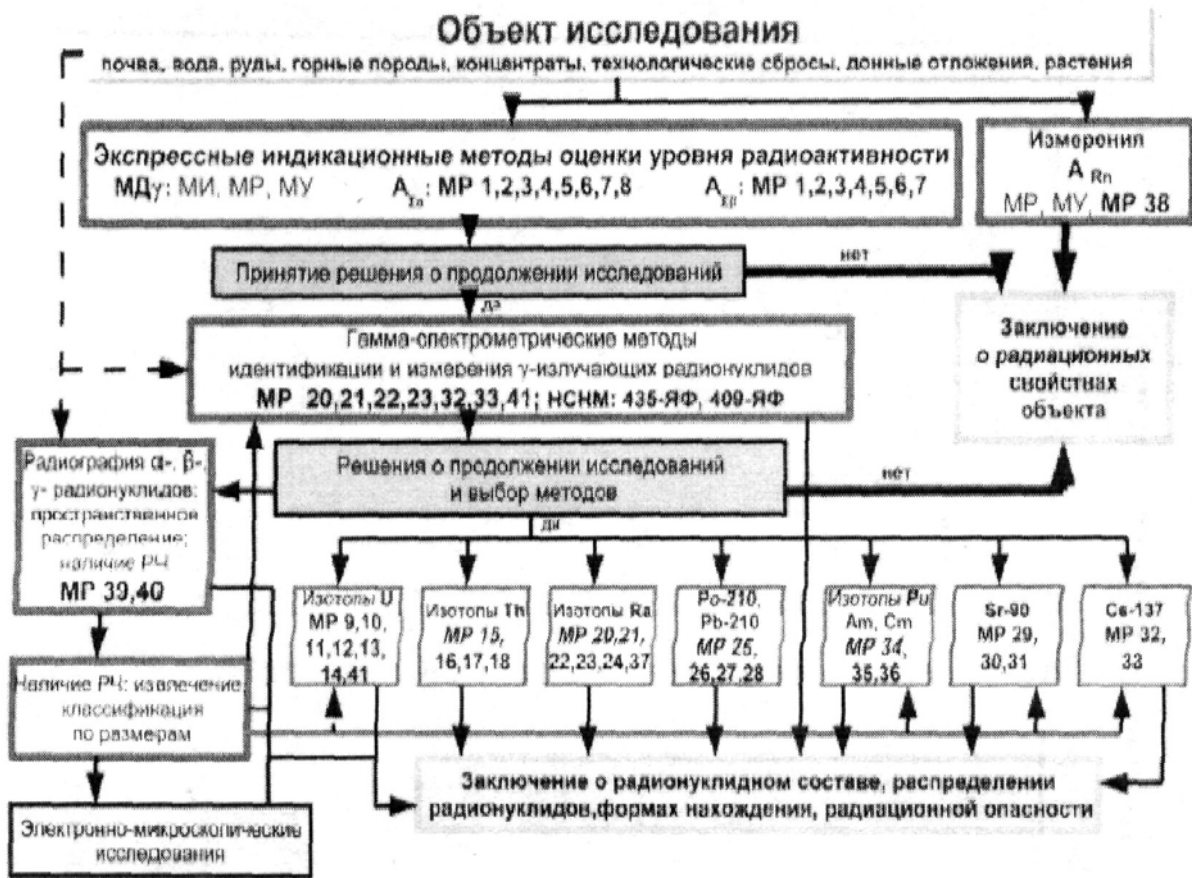 Объект исследования
почва, вода, руды, горные породы, концентраты, технологические сбросы, донные отложения, растения
Экспрессные индикационные методы оценки уровня радиоактивности
МДγ: МИ, МР, МУ A Σα : МР 1,2,3,4,5,6,7,8 A Σβ : МР 1,2,3,4,5,6,7
Измерения
A Rn
МР, МУ, МР 38
Принятие решения о продолжении исследований
нет
да
Гамма-спектрометрические методы
идентификации и измерения γ-излучающих радионуклидов
МР 20,21,22,23,32,33,41; НСНМ: 435-ЯФ, 409-ЯФ
Заключение
о радиационных
свойствах
объекта
Радиография α-, β-,
γ- радионуклидов:
пространственное
распределение;
наличие РЧ
МР 39,40
Решения о продолжении исследований
и выбор методов
нет
да
Изотопы U
МР 9,10,
11,12,13,
14,41
Изотопы Th
МР 15,
16,17,18
Изотопы Ra
МР 20,21,
22,23,24,37
Po-210,
Pb-210
МР 25,
26,27,28
Изотопы Pu
Am, Cm
МР 34,
35,36
Sr-90
МР 29,
30,31
Cs-137
МР 32,
33
Наличие РЧ: извлечение,
классификация
по размерам
Электронно-микроскопические
исследования
Заключение о радионуклидном составе, распределении
радионуклидов,формах нахождения, радиационной опасности